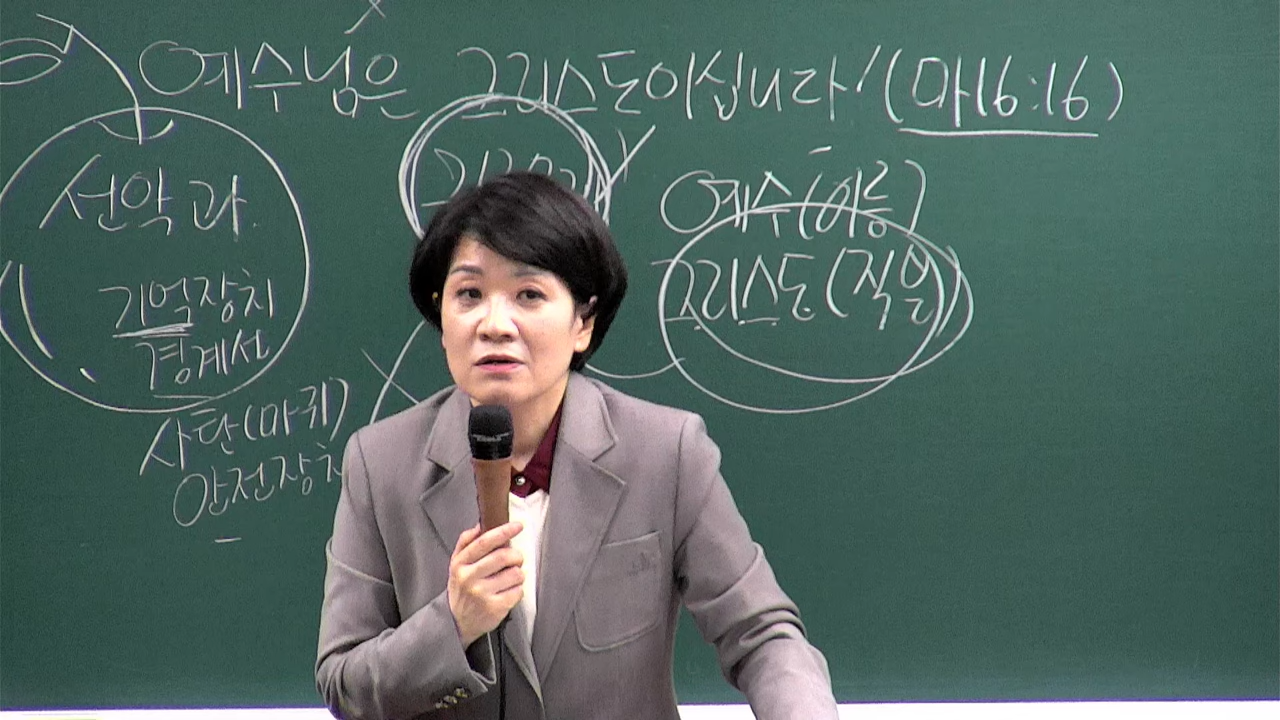 예수님은 그리스도이십니다! (마16:16)
선악과
예수(이름)
그리스도(직분)
기억장치
경계선
사탄(마귀)
안전장치